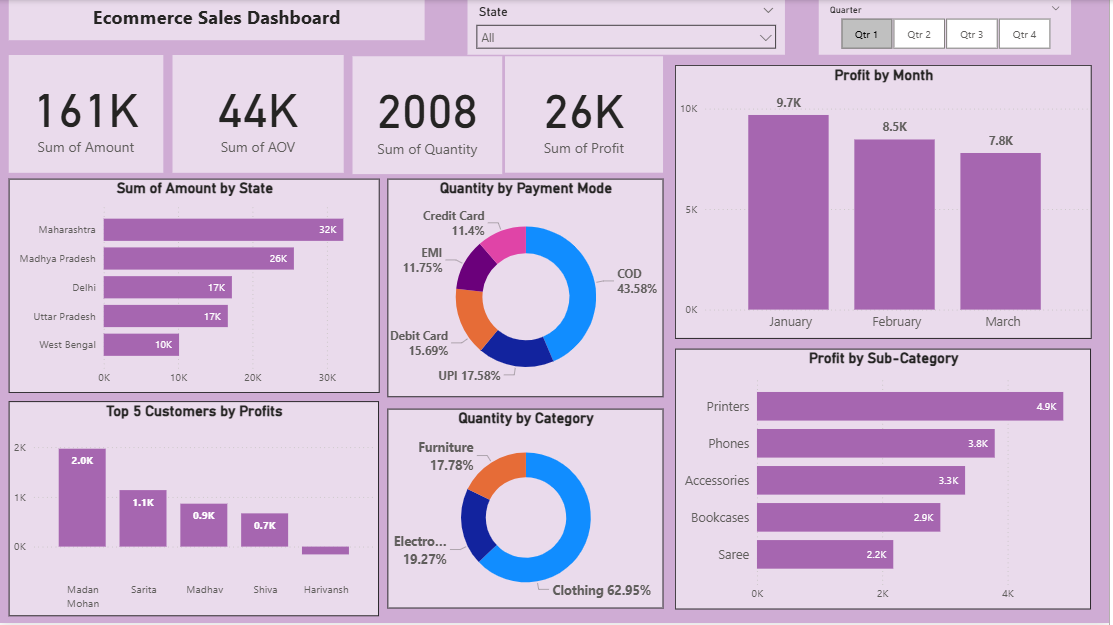 Ecommerce Sales Dashboard
State
All
Quarter
Qtr 1
Qtr 2
Qtr 3
Qtr 4
161K
Sum of Amount
44K
Sum of AOV
2008
Sum of Quantity
26K
Sum of Profit
Profit by Month
10K
5K
0K
9.7K
8.5K
7.8K
January
February
March
Sum of Amount by State
Maharashtra
32K
Madhya Pradesh
26K
Delhi
17K
Uttar Pradesh
17K
West Bengal
10K
0K
10K
20K
30K
Quantity by Payment Mode
Credit Card
11.4%
EMI
11.75%
Debit Card
15.69%
UPI 17.58%
COD
43.58%
Profit by Sub-Category
Printers
4.9K
Phones
3.8K
Accessories
3.3K
Bookcases
2.9K
Saree
2.2K
0K
2K
4K
Top 5 Customers by Profits
2K
1K
0K
2.0K
1.1K
0.9K
0.7K
Madan
Mohan
Sarita
Madhav
Shiva
Harivansh
Quantity by Category
Furniture
17.78%
Electro...
19.27%
Clothing 62.95%